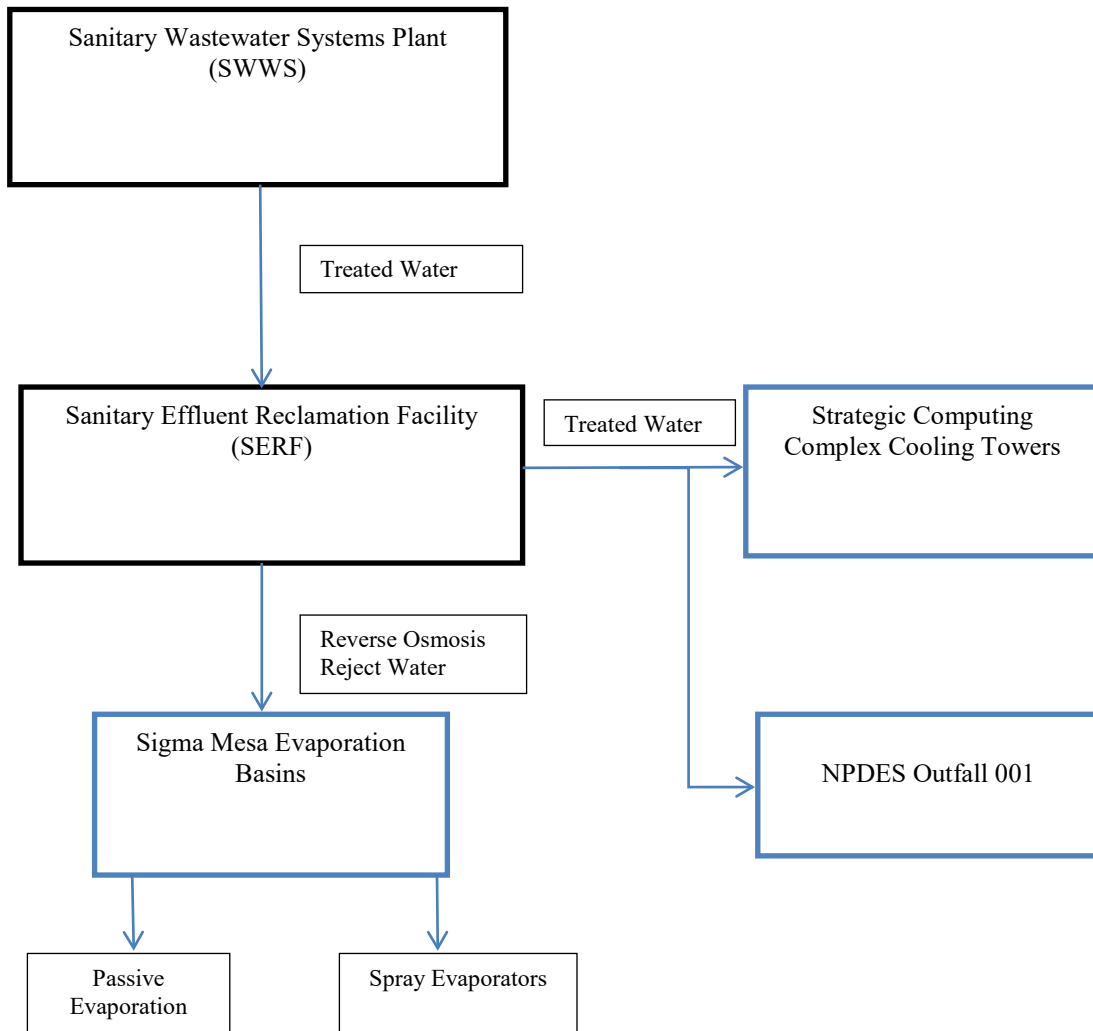 Sanitary Wastewater Systems Plant
(SWWS)
Treated Water
Sanitary Effluent Reclamation Facility
(SERF)
Treated Water
Strategic Computing
Complex Cooling Towers
Reverse Osmosis
Reject Water
Sigma Mesa Evaporation
Basins
NPDES Outfall 001
Passive
Evaporation
Spray Evaporators